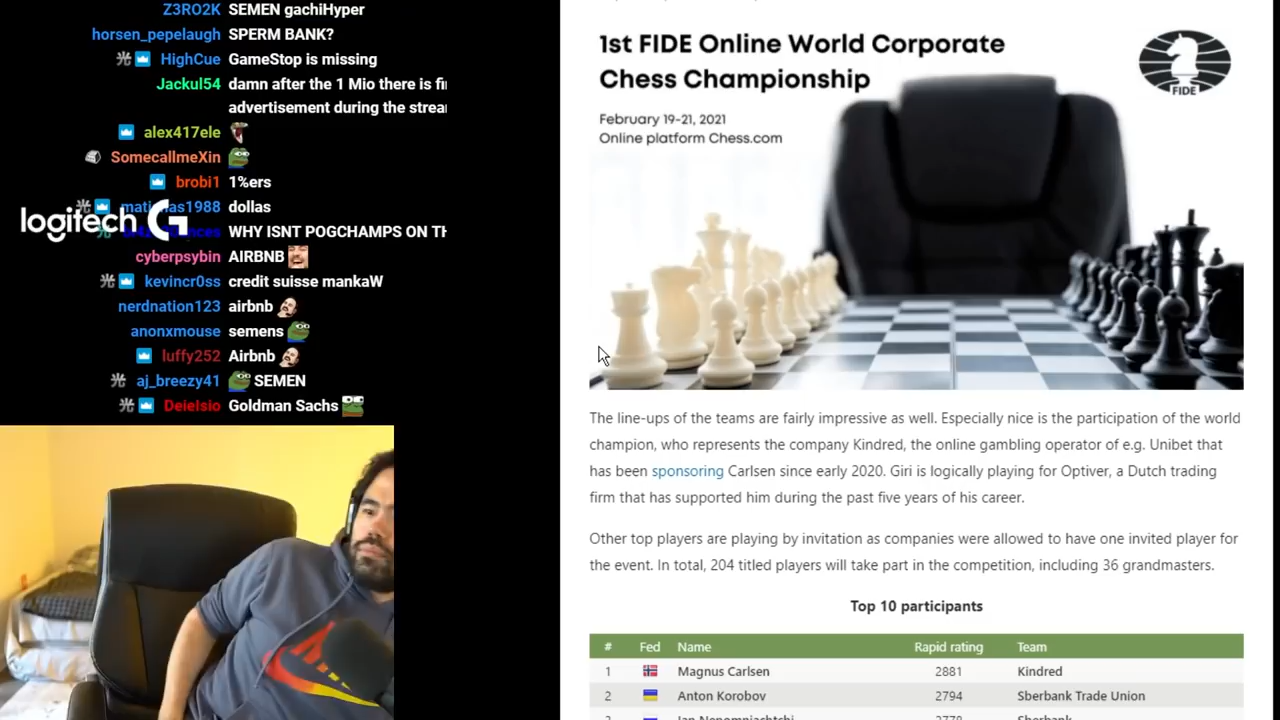 Z3RO2K SEMEN gachiHyper
horsen_pepelaugh SPERM BANK?
光 HighCue GameStop is missing
Jackul54 damn after the 1 Mio there is
advertisement during the
alex417ele
SomecallmeXin
brobi1 1%ers
光 dollas
logitech G
WHY ISNT POGCHAMPS ON
cyberpsybin AIRBNB
光 kevincr0ss credit suisse mankaW
nerdnation123 airbnb
anonxmouse semens
luffy252 Airbnb
光 aj_breezy41 SEMEN
光 Deielsio Goldman Sachs
1st FIDE Online World Corporate
Chess Championship
February 19-21, 2021
Online platform Chess.com
FIDE
The line-ups of the teams are fairly impressive as well. Especially nice is the participation of the world
champion, who represents the company Kindred, the online gambling operator of e.g. Unibet that
has been sponsoring Carlsen since early 2020. Giri is logically playing for Optiver, a Dutch trading
firm that has supported him during the past five years of his career.
Other top players are playing by invitation as companies were allowed to have one invited player for
the event. In total, 204 titled players will take part in the competition, including 36 grandmasters.
Top 10 participants
# Fed Name Rapid rating Team
1 Magnus Carlsen 2881 Kindred
2 Anton Korobov 2794 Sberbank Trade Union
Ian Nepomniachtchi 2778 Sberbank